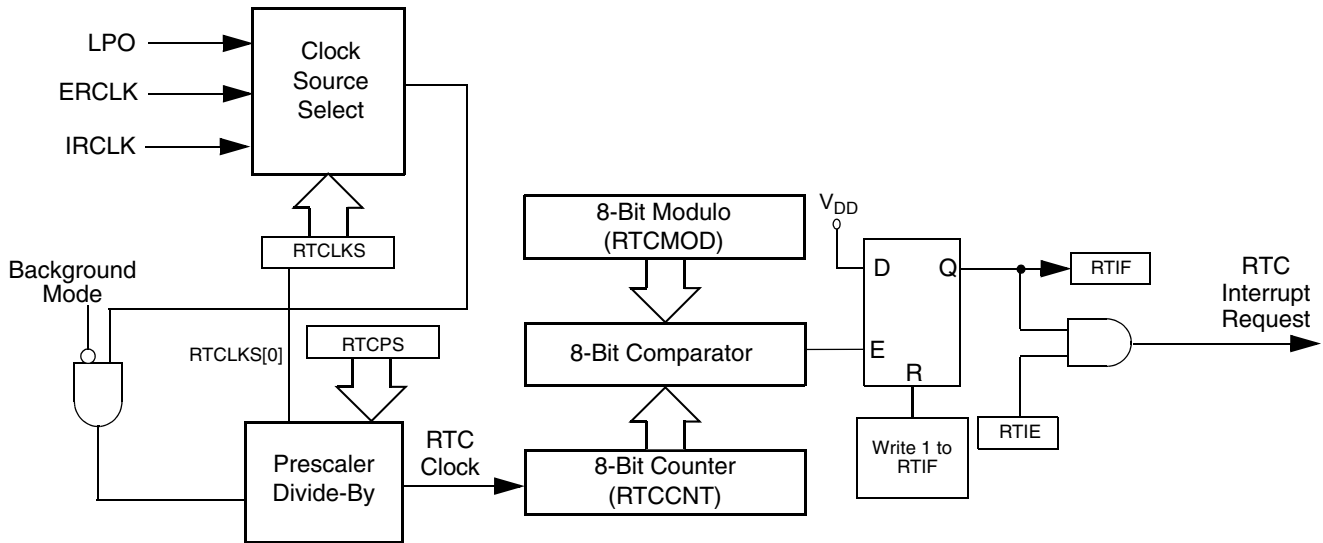 LPO
ERCLK
IRCLK
Clock
Source
Select
RTCLKS
Background
Mode
RTCLKS[0]
RTCPS
Prescaler
Divide-By
RTC
Clock
8-Bit Modulo
(RTCMOD)
8-Bit Comparator
8-Bit Counter
(RTCCNT)
VDD
D
Q
E
R
Write 1 to
RTIF
RTIF
RTIE
RTC
Interrupt
Request